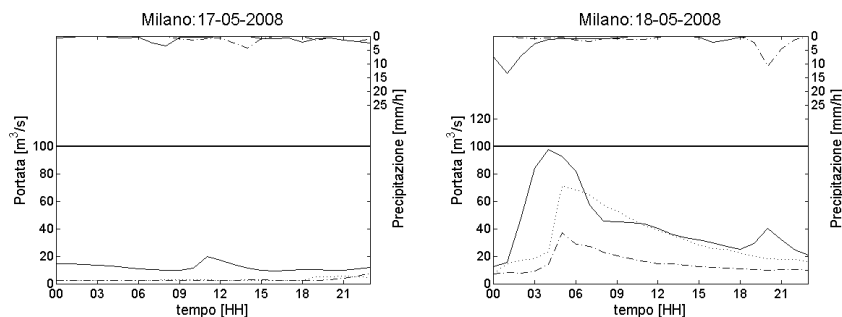 Milano:17-05-2008
Portata [m³/s]
100
80
60
40
20
0
00 03 06 09 12 15 18 21
tempo [HH]
0
5
10
15
20
25
Precipitazione [mm/h]
Milano:18-05-2008
Portata [m³/s]
120
100
80
60
40
20
0
00 03 06 09 12 15 18 21
tempo [HH]
0
5
10
15
20
25
Precipitazione [mm/h]